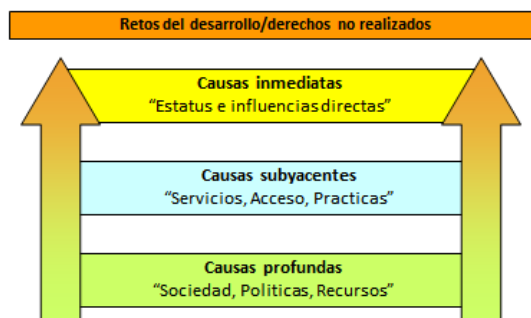 Retos del desarrollo/derechos no realizados
Causas inmediatas
“Estatus e influencias directas”
Causas subyacentes
“Servicios, Acceso, Practicas”
Causas profundas
“Sociedad, Politicas, Recursos”